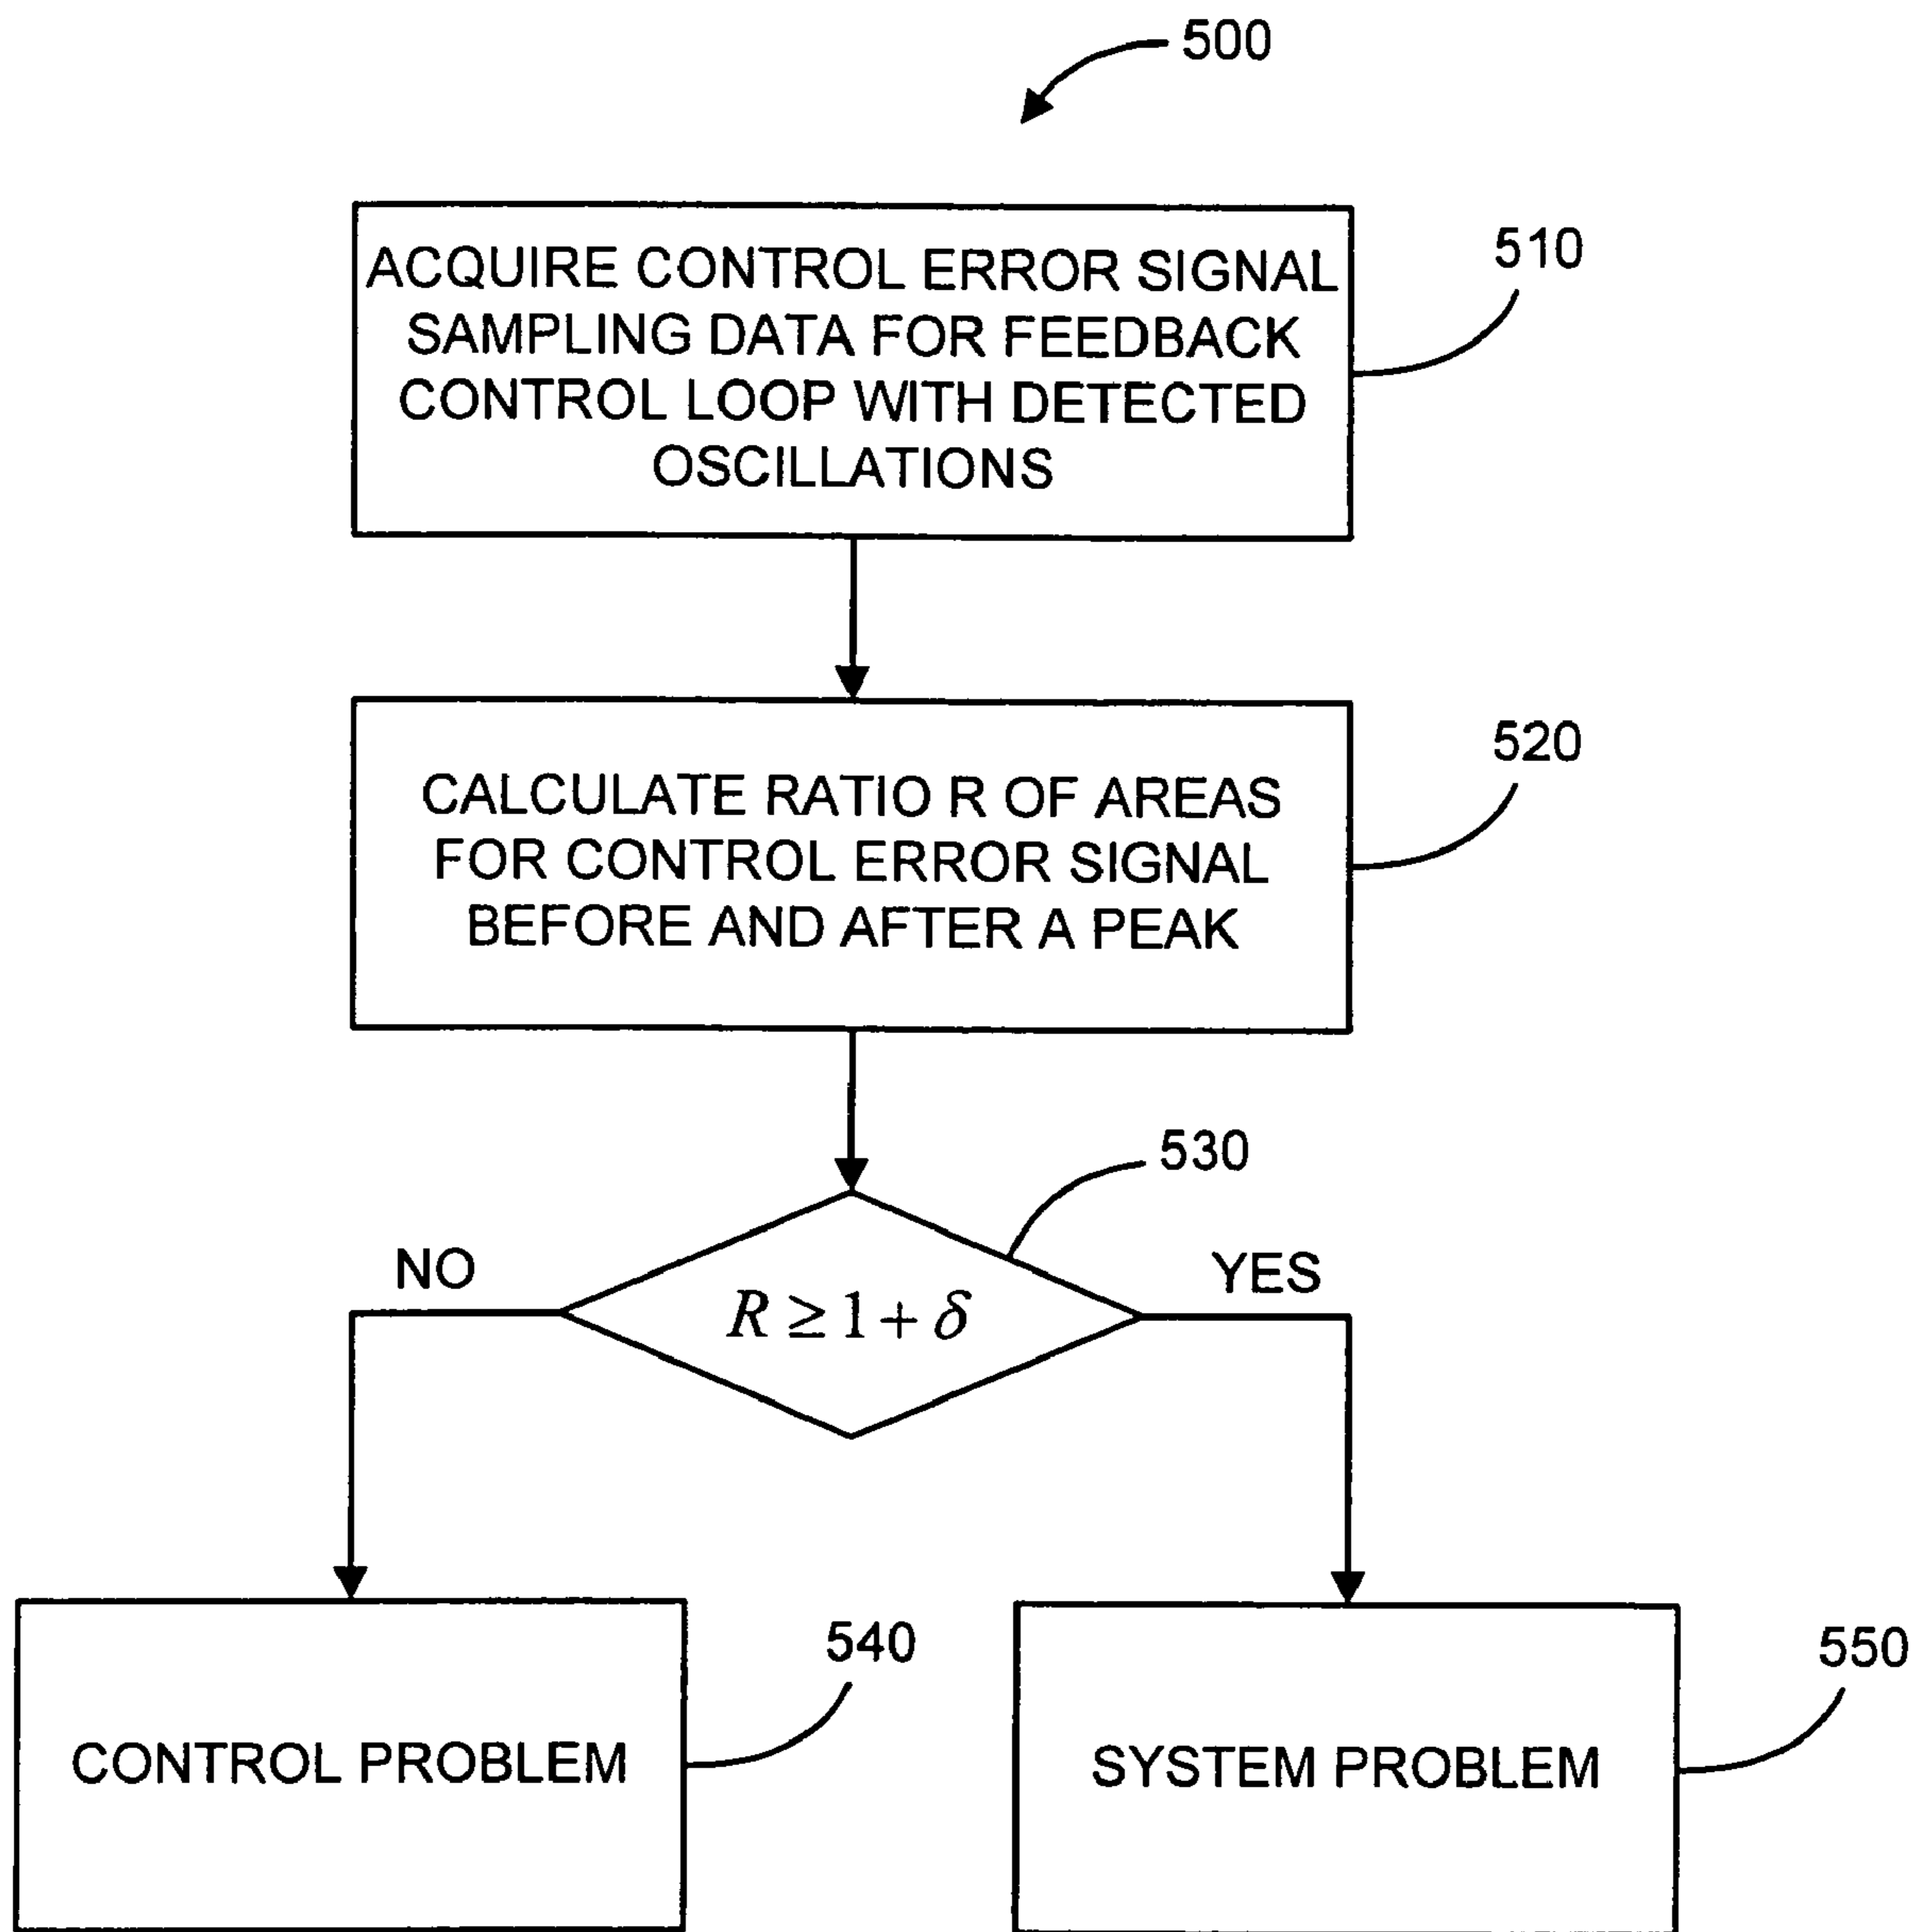 500
ACQUIRE CONTROL ERROR SIGNAL
SAMPLING DATA FOR FEEDBACK
CONTROL LOOP WITH DETECTED
OSCILLATIONS
510
CALCULATE RATIO R OF AREAS
FOR CONTROL ERROR SIGNAL
BEFORE AND AFTER A PEAK
520
530
NO
R ≥ 1 + δ
YES
540
CONTROL PROBLEM
550
SYSTEM PROBLEM